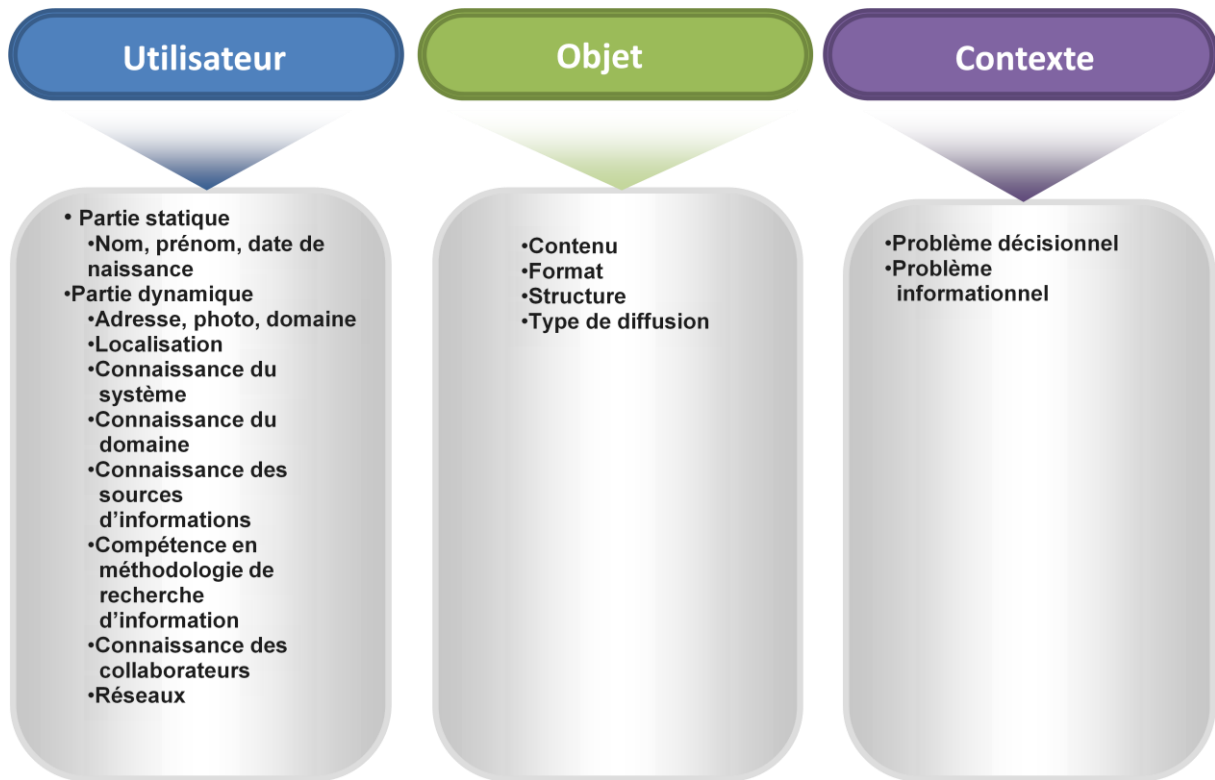 Utilisateur
• Partie statique
•Nom, prénom, date de
naissance
•Partie dynamique
•Adresse, photo, domaine
•Localisation
•Connaissance du
système
•Connaissance du
domaine
•Connaissance des
sources
d’informations
•Compétence en
méthodologie de
recherche
d’information
•Connaissance des
collaborateurs
•Réseaux
Objet
•Contenu
•Format
•Structure
•Type de diffusion
Contexte
•Problème décisionnel
•Problème
informationnel